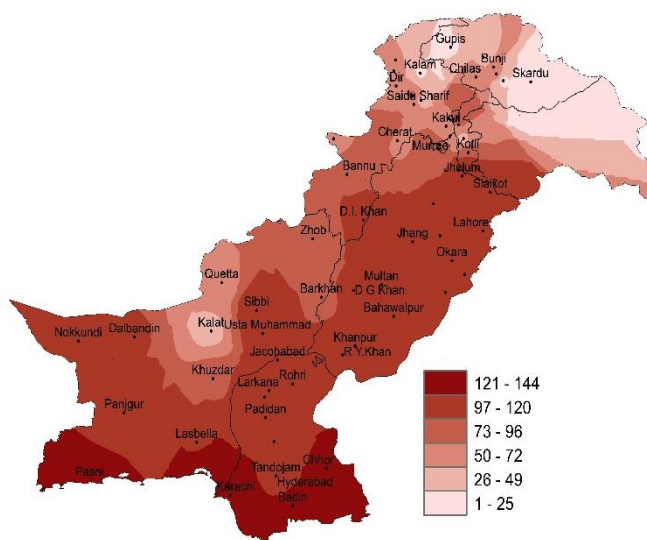 Gupis
Kalam
Chilas
Bunji
Skardu
Dir
Saidu Sharif
Cherat
Kakul
Murree
Kotli
Bannu
Jhelum
Sialkot
D.I. Khan
Zhob
Jhang
Lahore
Okara
Quetta
Multan
Barkhan
D G Khan
Sibbi
Bahawalpur
Nokkundi
Dalbandin
Kalat
Usta Muhammad
Khanpur
R.Y.Khan
Jacobabad
Khuzdar
Larkana
Rohri
Panjgur
Padidan
Lasbella
Pasni
Tandojam
Chhor
Hyderabad
Karachi
Badin
121 - 144
97 - 120
73 - 96
50 - 72
26 - 49
1 - 25